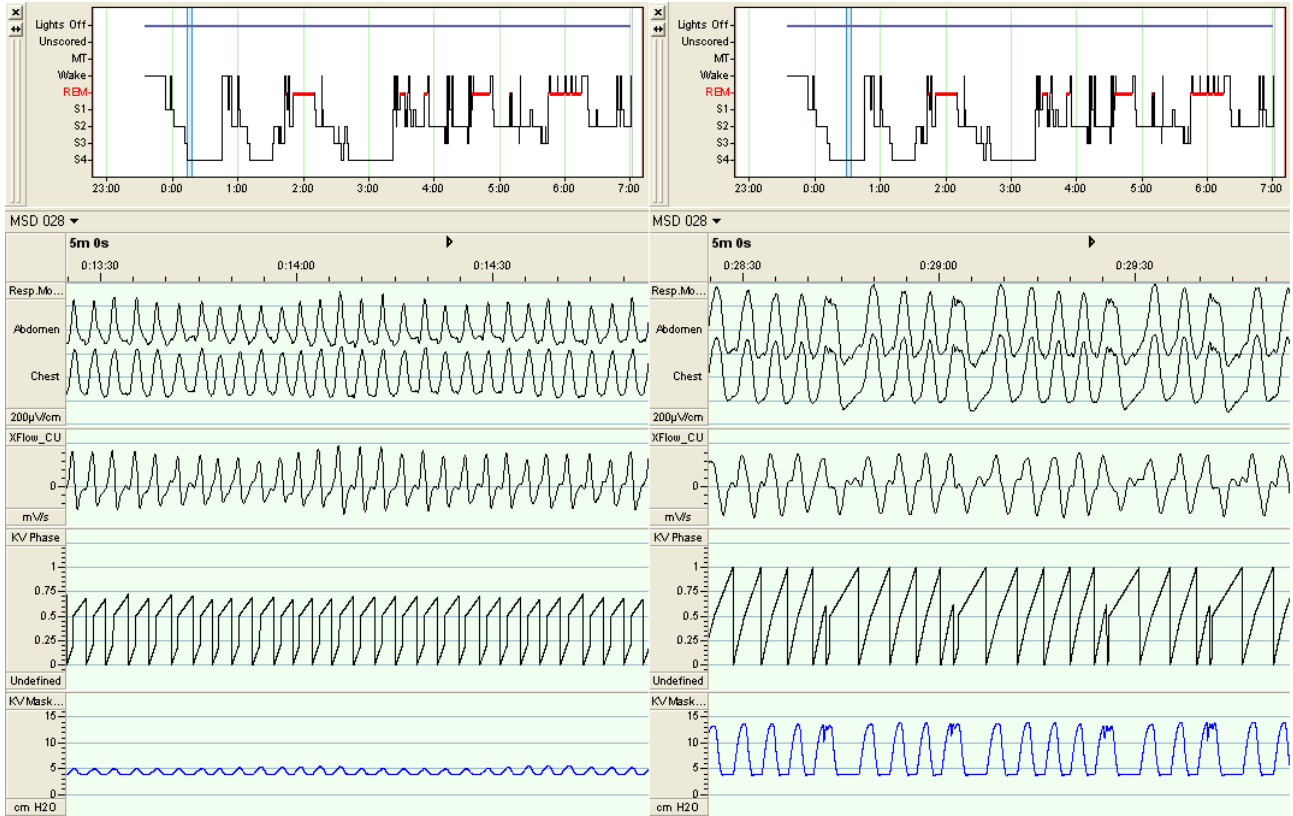 Lights Off
Unscored
MT
Wake
REM
S1
S2
S3
S4
23:00 0:00 1:00 2:00 3:00 4:00 5:00 6:00 7:00
MSD 028
5m 0s
0:13:30 0:14:00 0:14:30
Resp.Mo...
Abdomen
Chest
200µV/cm
XFlow_CU
0
mV/s
KV Phase
1
0.75
0.5
0.25
0
Undefined
KV Mask...
15
10
5
0
cm H2O
Lights Off
Unscored
MT
Wake
REM
S1
S2
S3
S4
23:00 0:00 1:00 2:00 3:00 4:00 5:00 6:00 7:00
MSD 028
5m 0s
0:28:30 0:29:00 0:29:30
Resp.Mo...
Abdomen
Chest
200µV/cm
XFlow_CU
0
mV/s
KV Phase
1
0.75
0.5
0.25
0
Undefined
KV Mask...
15
10
5
0
cm H2O